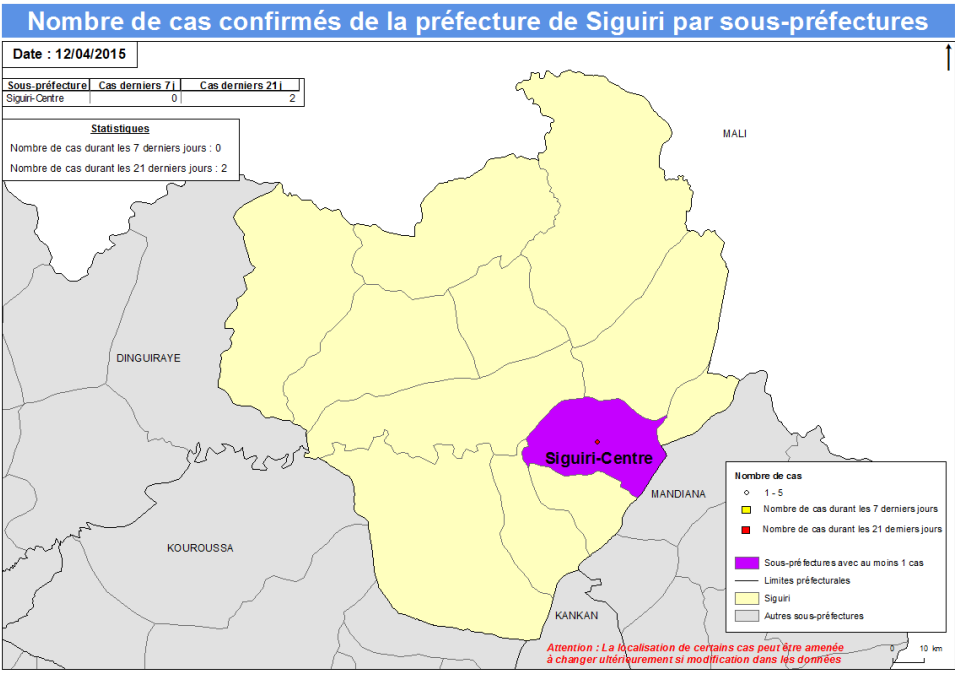 Nombre de cas confirmés de la préfecture de Siguiri par sous-préfectures
Date : 12/04/2015
Sous-préfecture Cas derniers 7 j Cas derniers 21 j
Siguiri-Centre 0 2
Statistiques
Nombre de cas durant les 7 derniers jours : 0
Nombre de cas durant les 21 derniers jours : 2
MALI
DINGUIRAYE
Siguiri-Centre
MANDIANA
KOUROUSSA
KANKAN
Nombre de cas
1 - 5
Nombre de cas durant les 7 derniers jours
Nombre de cas durant les 21 derniers jours
Sous-préfectures avec au moins 1 cas
Limites préfecturales
Siguiri
Autres sous-préfectures
Attention : La localisation de certains cas peut être amenée
à changer ultérieurement si modification dans les données
0 10 km